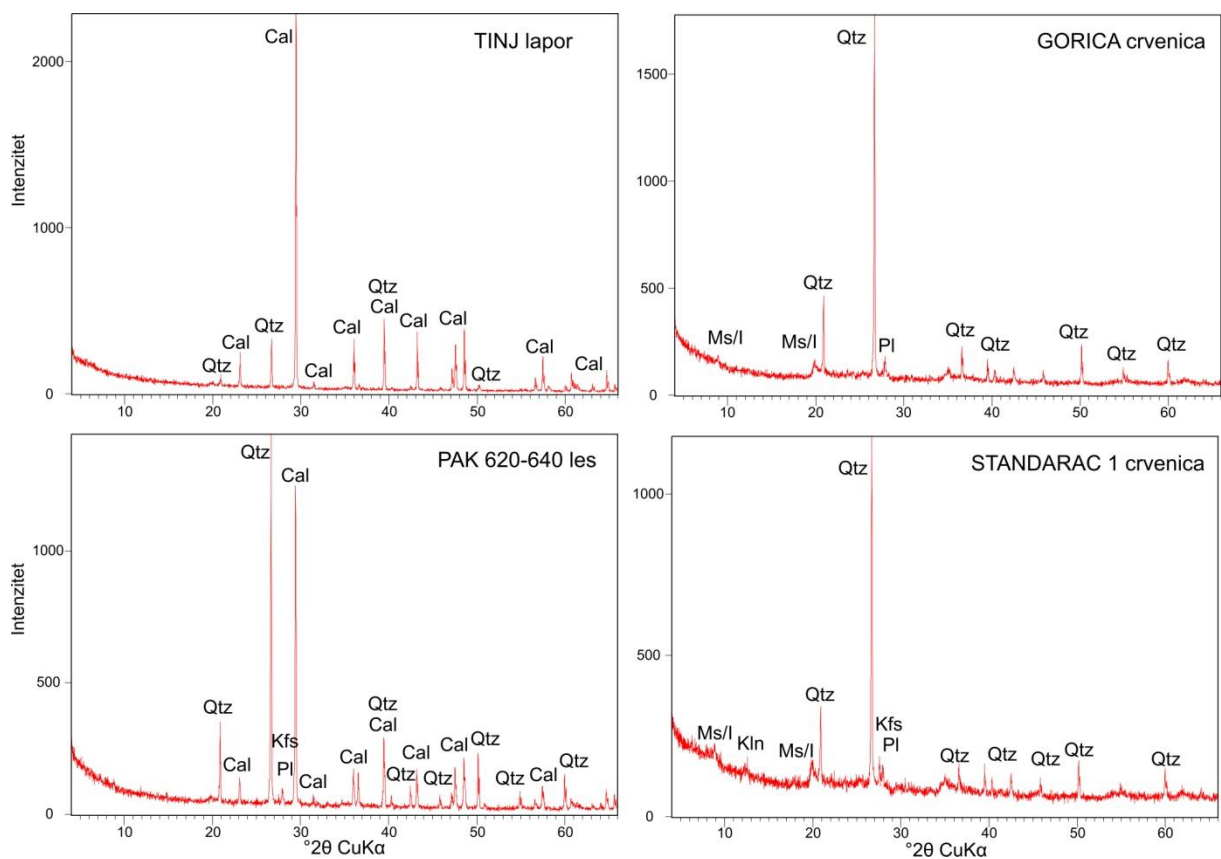 TINJ lapor
Intenzitet
2000
1000
0
Cal
Qtz
Cal
Qtz
Cal
Cal
Qtz
Cal
Cal
Cal
Qtz
Cal
Cal
10 20 30 40 50 60
GORICA crvenica
1500
1000
500
0
Qtz
Ms/I
Ms/I
Qtz
Pl
Qtz
Qtz
Qtz
Qtz
Qtz
10 20 30 40 50 60
PAK 620-640 les
Intenzitet
1000
500
0
Qtz
Cal
Qtz
Cal
Kfs
Pl
Cal
Cal
Qtz
Cal
Qtz
Cal
Qtz
Cal
Qtz
Qtz
Cal
Qtz
10 20 30 40 50 60
°2θ CuKα
STANDARAC 1 crvenica
1000
500
0
Qtz
Ms/I
Kln
Ms/I
Qtz
Kfs
Pl
Qtz
Qtz
Qtz
Qtz
Qtz
10 20 30 40 50 60
°2θ CuKα